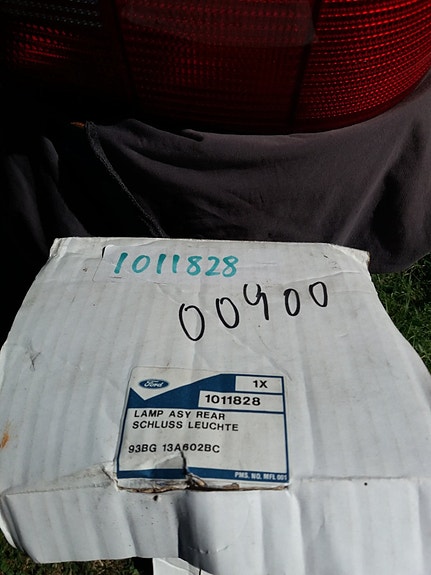 1011828
00900
Ford
1X
1011828
LAMP ASY REAR
SCHLUSS LEUCHTE
93BG 13A602BC
PMS. NO. MFL 001